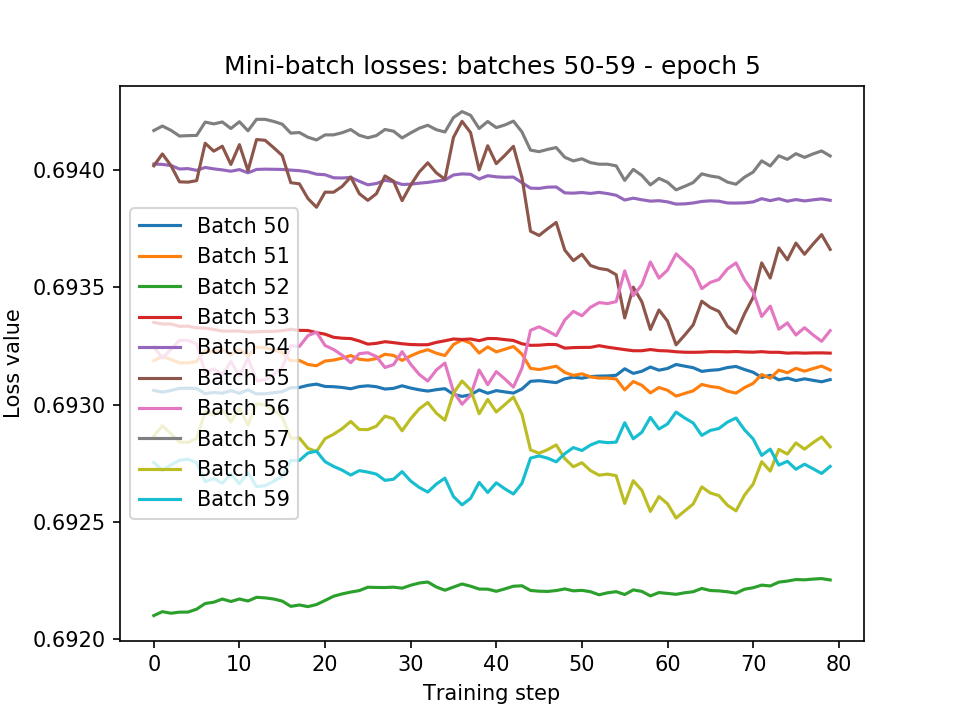 Mini-batch losses: batches 50-59 - epoch 5
Loss value
0.6940
0.6935
0.6930
0.6925
0.6920
Batch 50
Batch 51
Batch 52
Batch 53
Batch 54
Batch 55
Batch 56
Batch 57
Batch 58
Batch 59
0 10 20 30 40 50 60 70 80
Training step